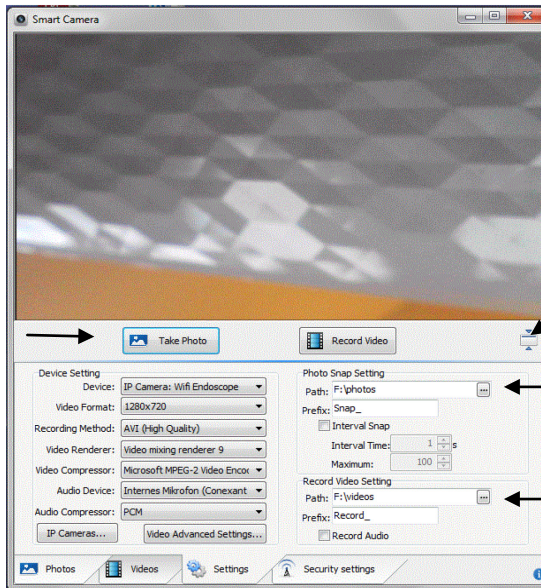 Smart Camera
Take Photo
Record Video
Device Setting
Device: IP Camera: Wifi Endoscope
Video Format: 1280x720
Recording Method: AVI (High Quality)
Video Renderer: Video mixing renderer 9
Video Compressor: Microsoft MPEG-2 Video Encoc
Audio Device: Internes Mikrofon (Conexant
Audio Compressor: PCM
IP Cameras...
Video Advanced Settings...
Photo Snap Setting
Path: F:\photos ...
Prefix: Snap_
Interval Snap
Interval Time: 1 s
Maximum: 100
Record Video Setting
Path: F:\videos ...
Prefix: Record_
Record Audio
Photos
Videos
Settings
Security settings